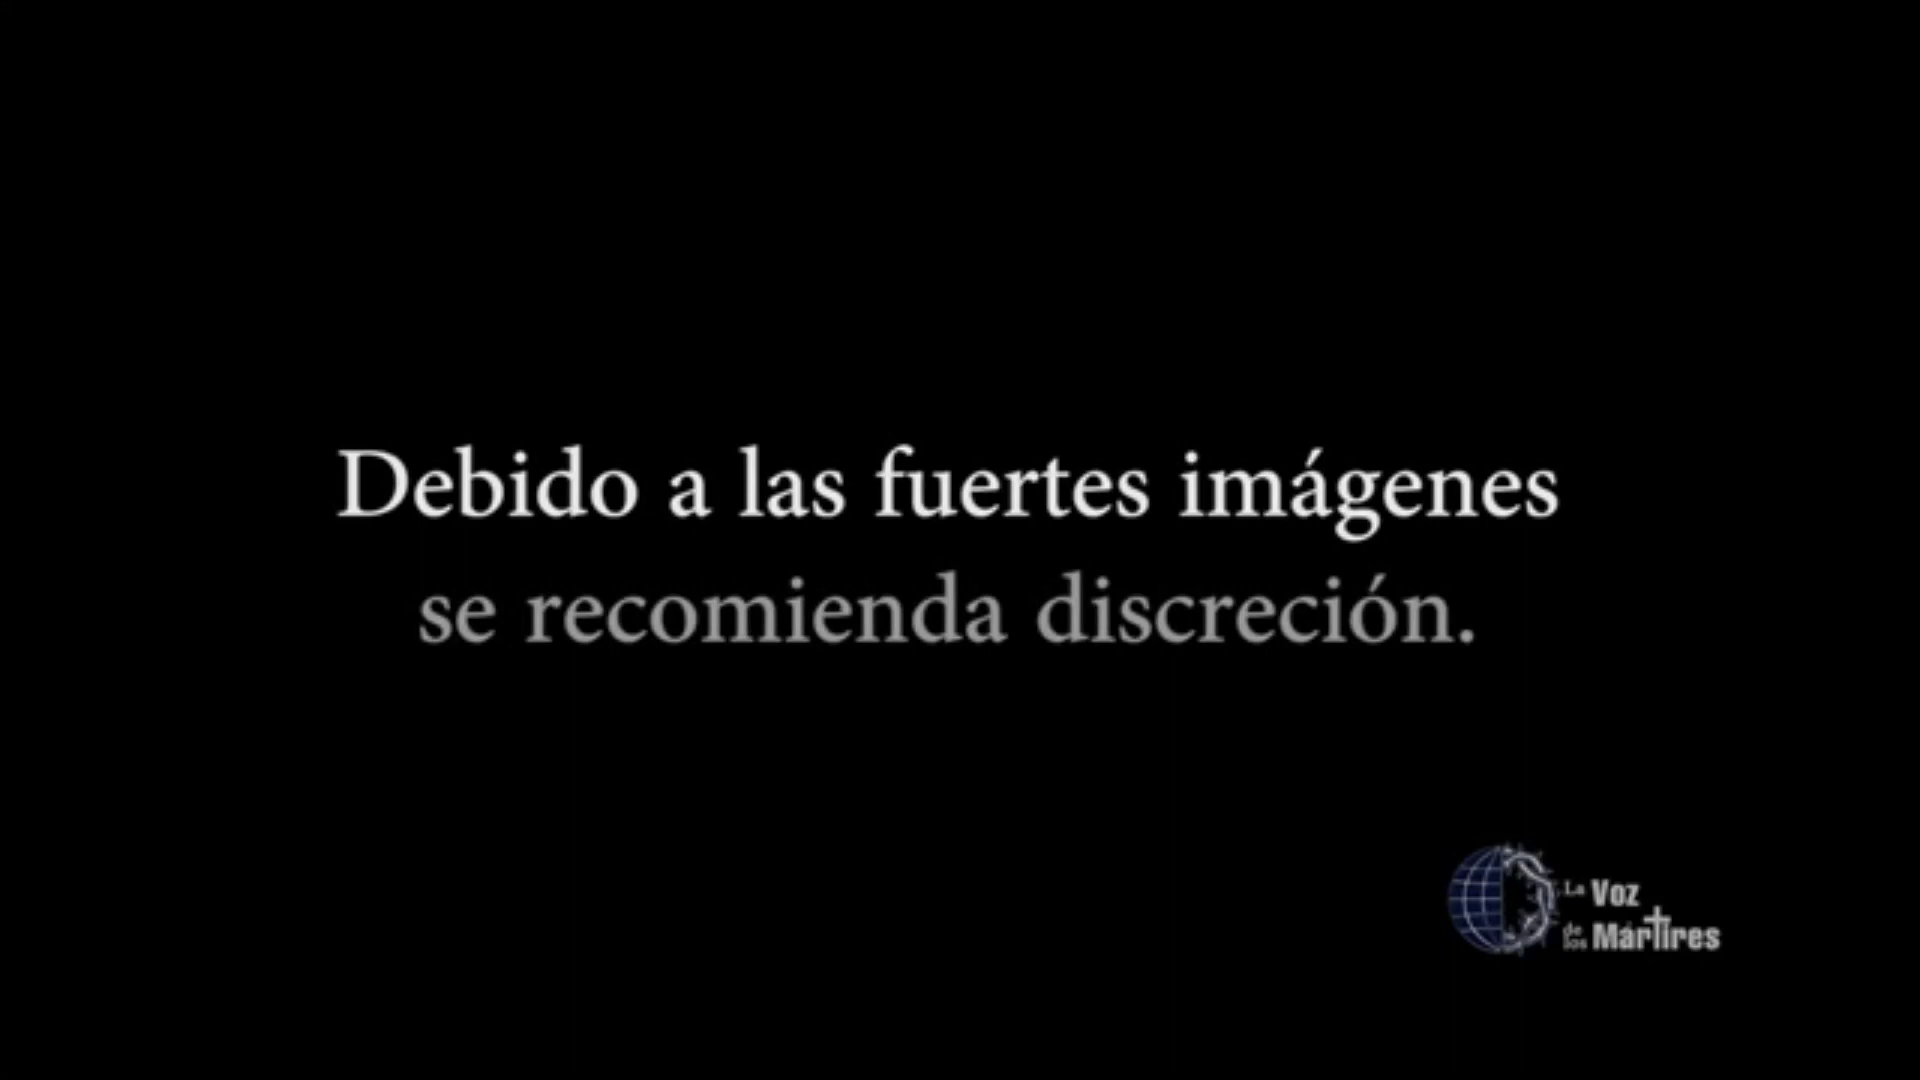 Debido a las fuertes imágenes
se recomienda discreción.
La Voz
de los Mártires